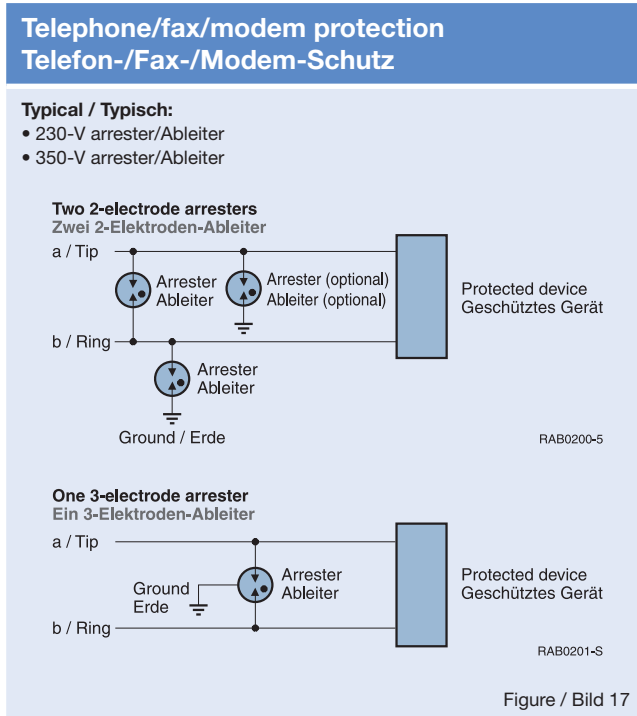 Telephone/fax/modem protection
Telefon-/Fax-/Modem-Schutz
Typical / Typisch:
• 230-V arrester/Ableiter
• 350-V arrester/Ableiter
Two 2-electrode arresters
Zwei 2-Elektroden-Ableiter
a / Tip
Arrester
Ableiter
Arrester (optional)
Ableiter (optional)
Protected device
Geschütztes Gerät
b / Ring
Arrester
Ableiter
Ground / Erde
RAB0200-5
One 3-electrode arrester
Ein 3-Elektroden-Ableiter
a / Tip
Ground
Erde
Arrester
Ableiter
Protected device
Geschütztes Gerät
b / Ring
RAB0201-S
Figure / Bild 17